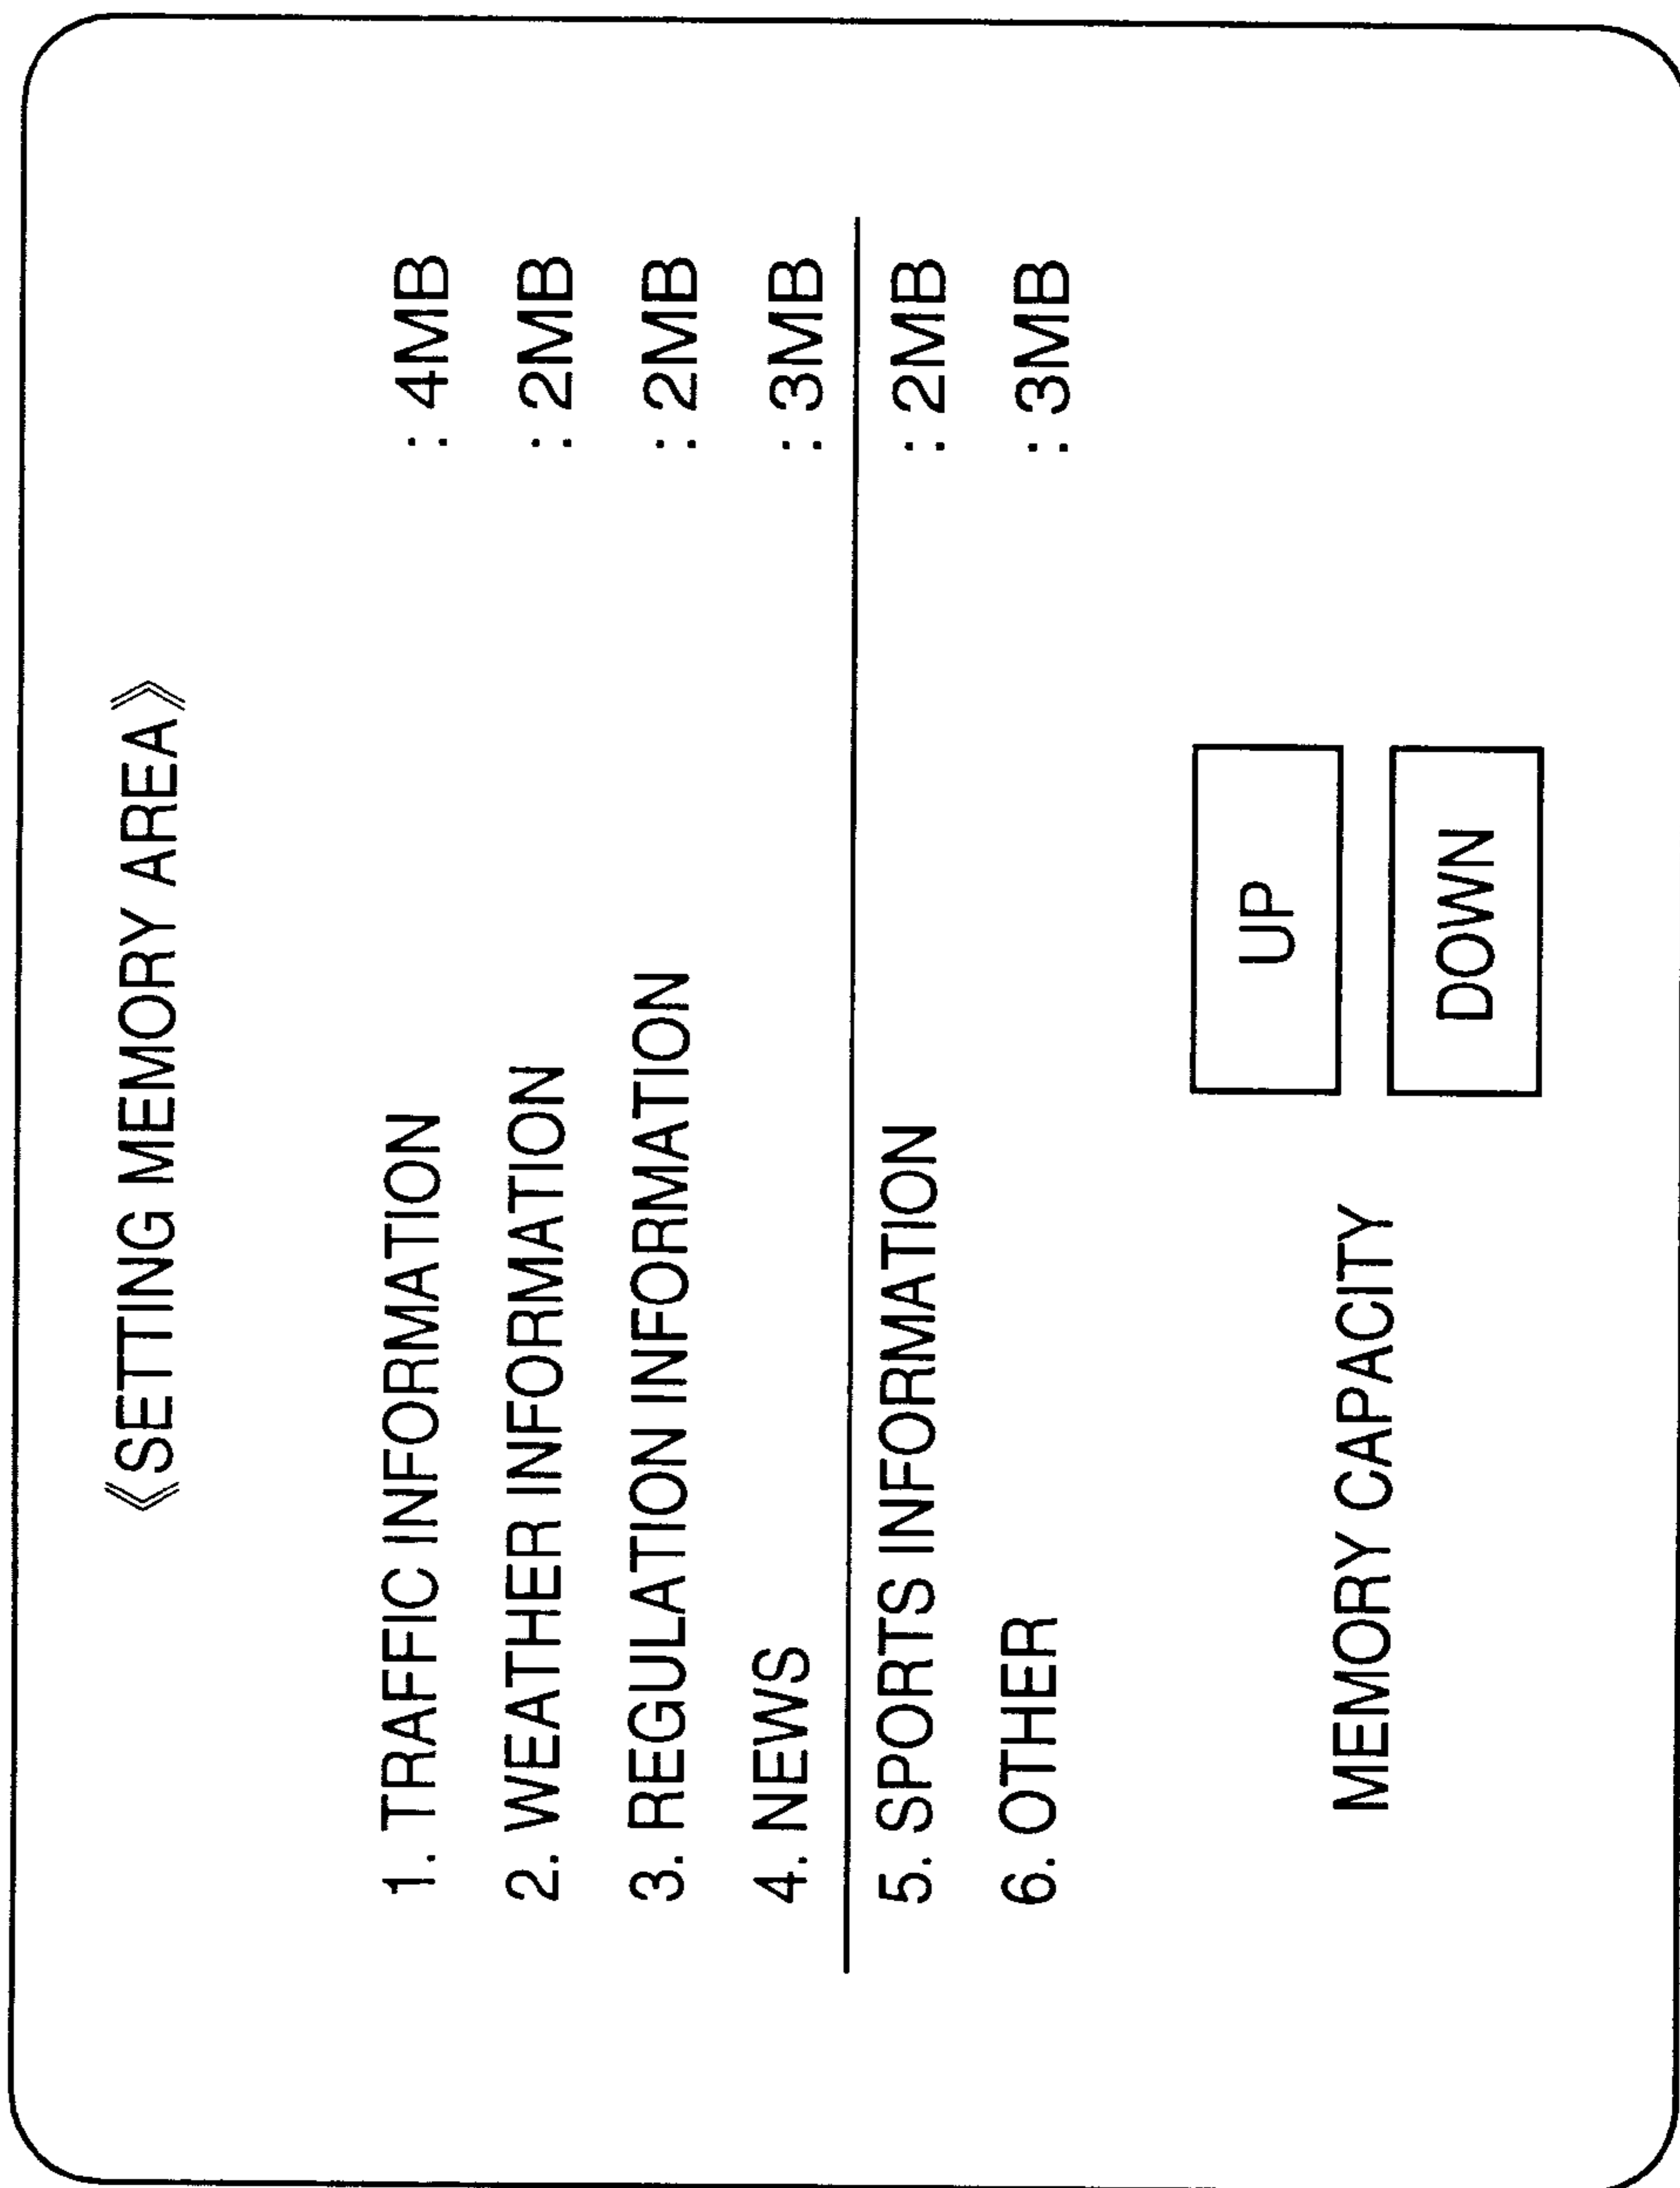 《SETTING MEMORY AREA》
1. TRAFFIC INFORMATION : 4MB
2. WEATHER INFORMATION : 2MB
3. REGULATION INFORMATION : 2MB
4. NEWS : 3MB
5. SPORTS INFORMATION : 2MB
6. OTHER : 3MB
MEMORY CAPACITY
UP
DOWN